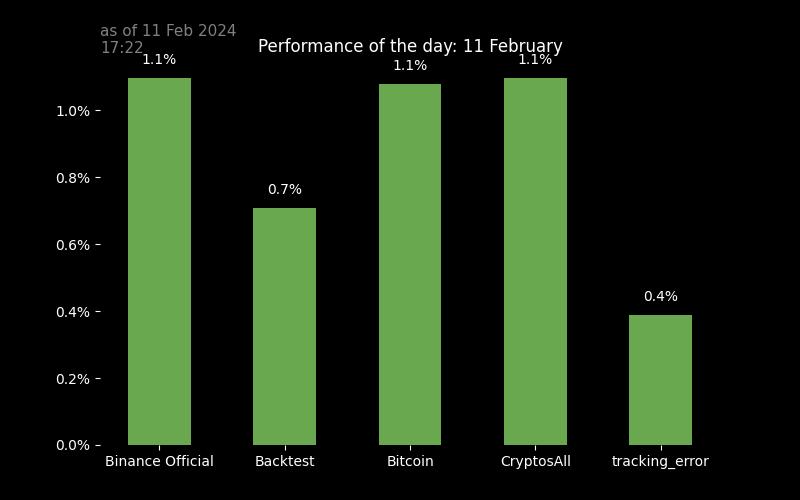 as of 11 Feb 2024
17:22
Performance of the day: 11 February
1.1%
0.7%
1.1%
1.1%
0.4%
1.0%
0.8%
0.6%
0.4%
0.2%
0.0%
Binance Official
Backtest
Bitcoin
CryptosAll
tracking_error